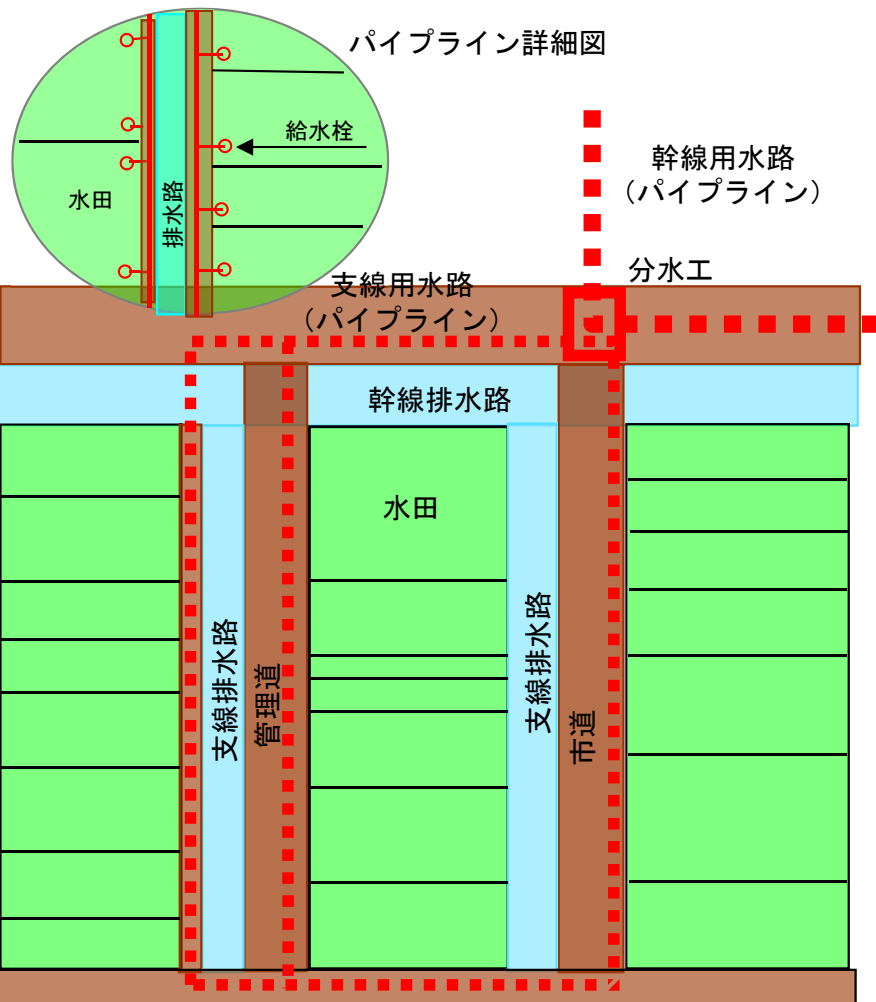 パイプライン詳細図
給水栓
水田
排水路
幹線用水路
（パイプライン）
分水工
支線用水路
（パイプライン）
幹線排水路
水田
支線排水路
管理道
支線排水路
市道